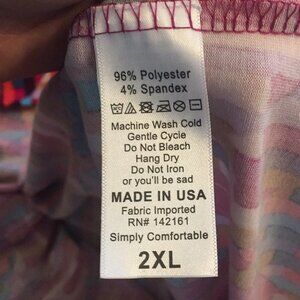 96% Polyester
4% Spandex
Machine Wash Cold
Gentle Cycle
Do Not Bleach
Hang Dry
Do Not Iron
or you'll be sad
MADE IN USA
Fabric Imported
RN# 142161
Simply Comfortable
2XL